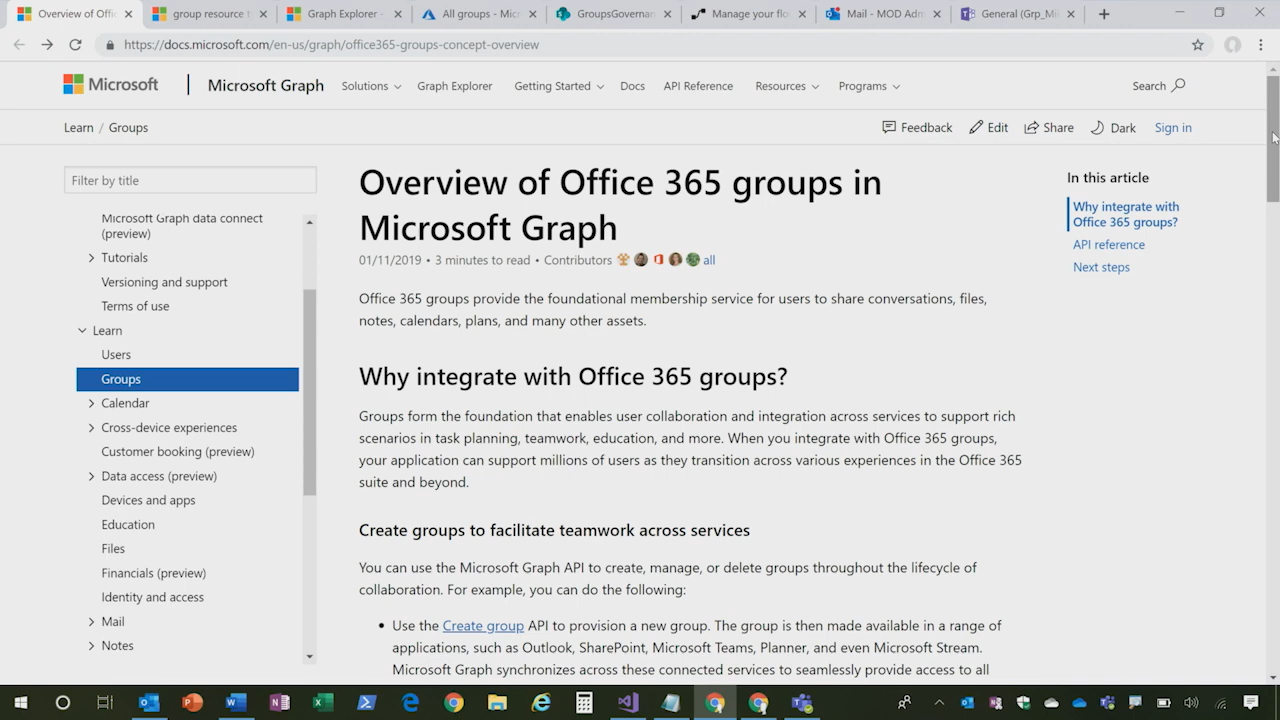 Overview of Offic
group resource ty
Graph Explorer -
All groups - Micr
GroupsGovernan
Manage your flo
Mail - MOD Adm
General (Grp_Mi
https://docs.microsoft.com/en-us/graph/office365-groups-concept-overview
Microsoft
Microsoft Graph
Solutions
Graph Explorer
Getting Started
Docs
API Reference
Resources
Programs
Search
Learn / Groups
Feedback
Edit
Share
Dark
Sign in
Filter by title
Microsoft Graph data connect
(preview)
Tutorials
Versioning and support
Terms of use
Learn
Users
Groups
Calendar
Cross-device experiences
Customer booking (preview)
Data access (preview)
Devices and apps
Education
Files
Financials (preview)
Identity and access
Mail
Notes
Overview of Office 365 groups in
Microsoft Graph
01/11/2019 • 3 minutes to read • Contributors all
Office 365 groups provide the foundational membership service for users to share conversations, files,
notes, calendars, plans, and many other assets.
Why integrate with Office 365 groups?
Groups form the foundation that enables user collaboration and integration across services to support rich
scenarios in task planning, teamwork, education, and more. When you integrate with Office 365 groups,
your application can support millions of users as they transition across various experiences in the Office 365
suite and beyond.
Create groups to facilitate teamwork across services
You can use the Microsoft Graph API to create, manage, or delete groups throughout the lifecycle of
collaboration. For example, you can do the following:
• Use the Create group API to provision a new group. The group is then made available in a range of
applications, such as Outlook, SharePoint, Microsoft Teams, Planner, and even Microsoft Stream.
Microsoft Graph synchronizes across these connected services to seamlessly provide access to all
In this article
Why integrate with
Office 365 groups?
API reference
Next steps